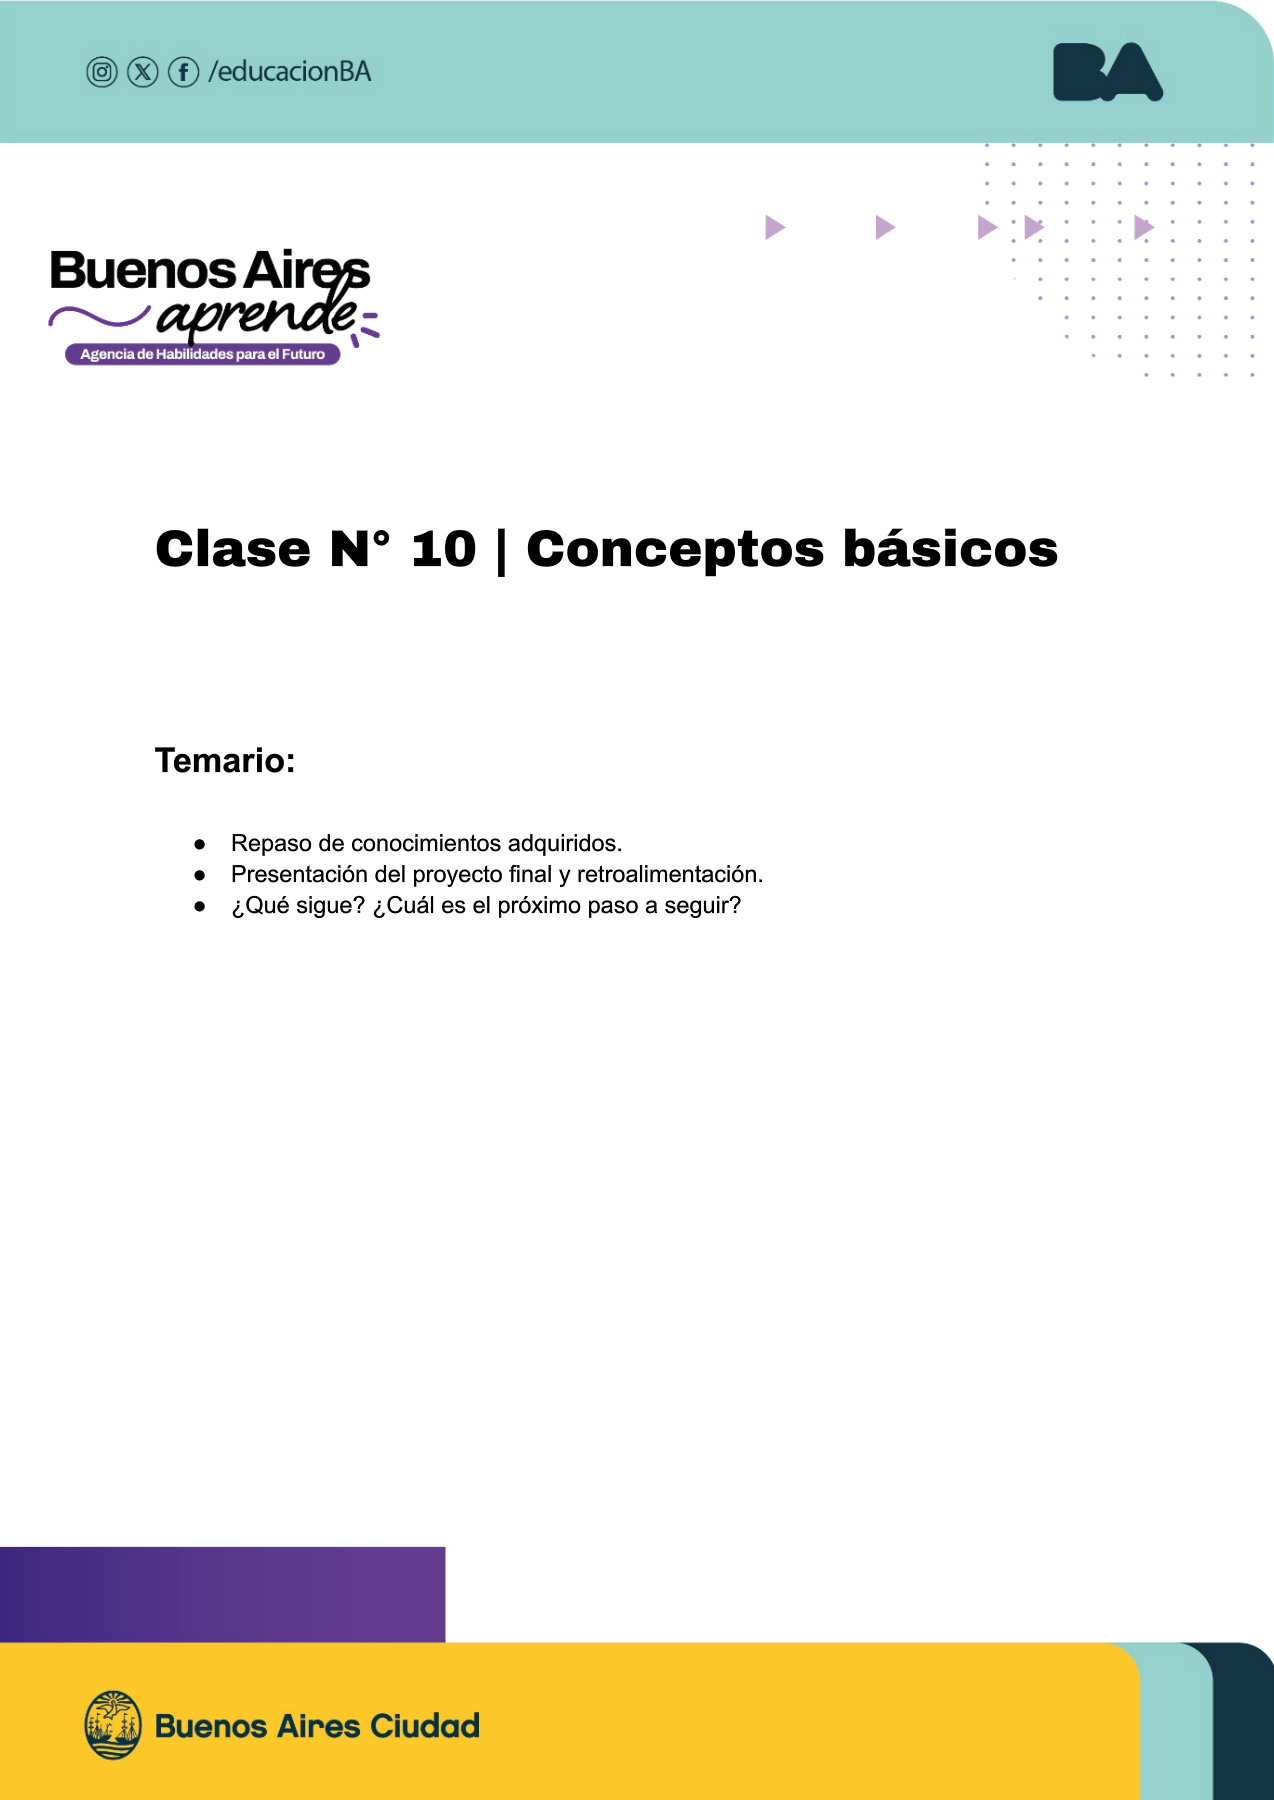 /educacionBA
BA
Buenos Aires
aprende
Agencia de Habilidades para el Futuro
Clase N° 10 | Conceptos básicos
Temario:
● Repaso de conocimientos adquiridos.
● Presentación del proyecto final y retroalimentación.
● ¿Qué sigue? ¿Cuál es el próximo paso a seguir?
Buenos Aires Ciudad